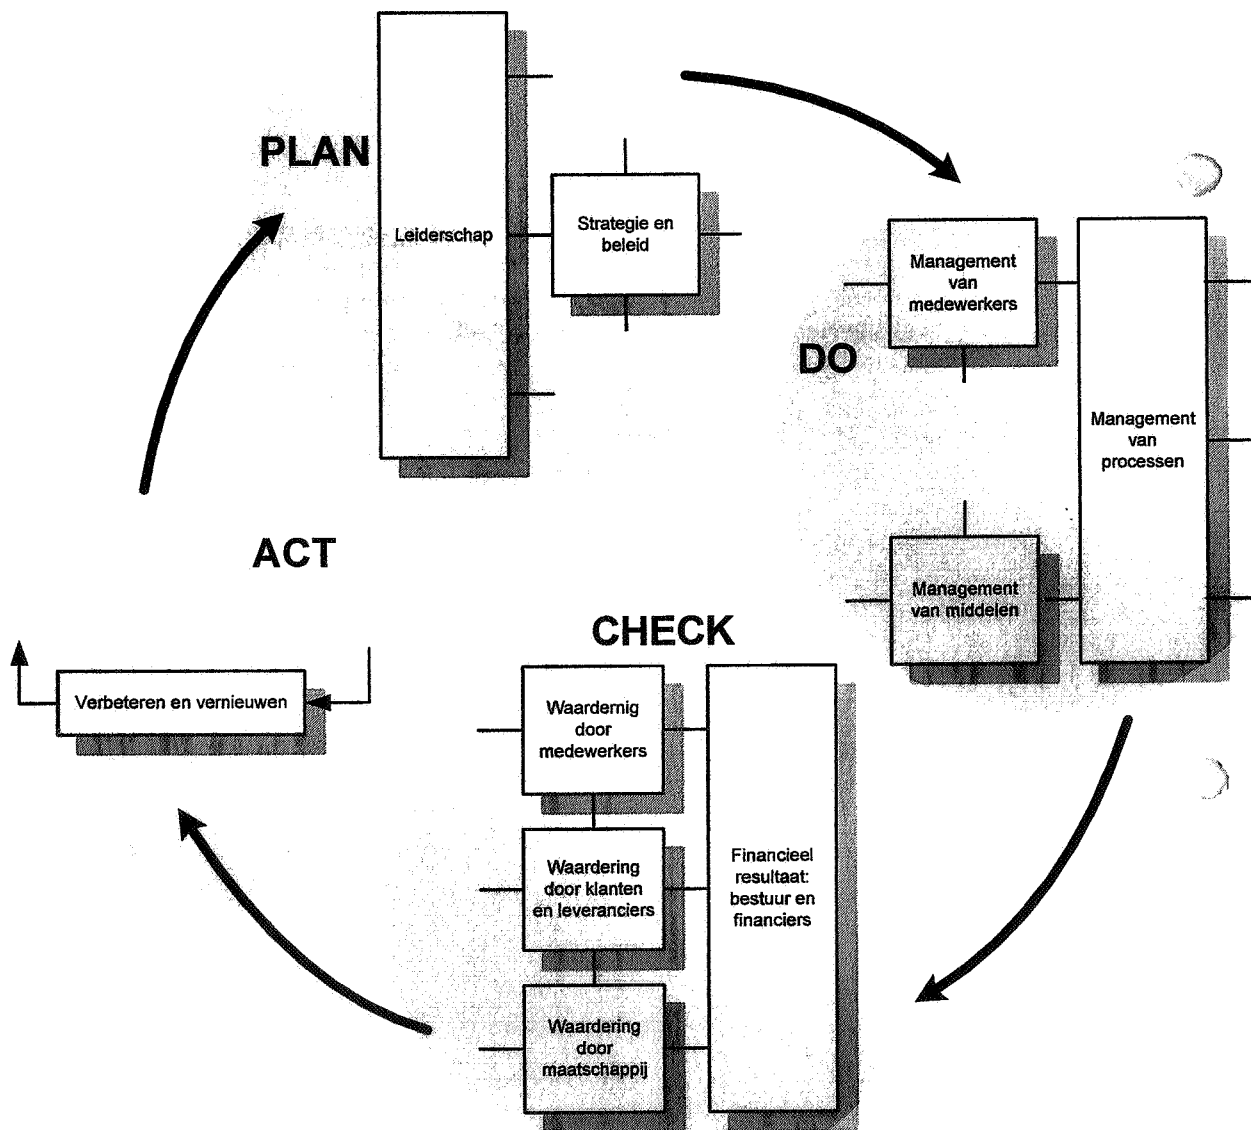 PLAN
Leiderschap
Strategie en
beleid
DO
Management
van
medewerkers
Management
van
processen
Management
van middelen
CHECK
Waardernig
door
medewerkers
Waardering
door klanten
en leveranciers
Waardering
door
maatschappij
Financieel
resultaat:
bestuur en
financiers
ACT
Verbeteren en vernieuwen